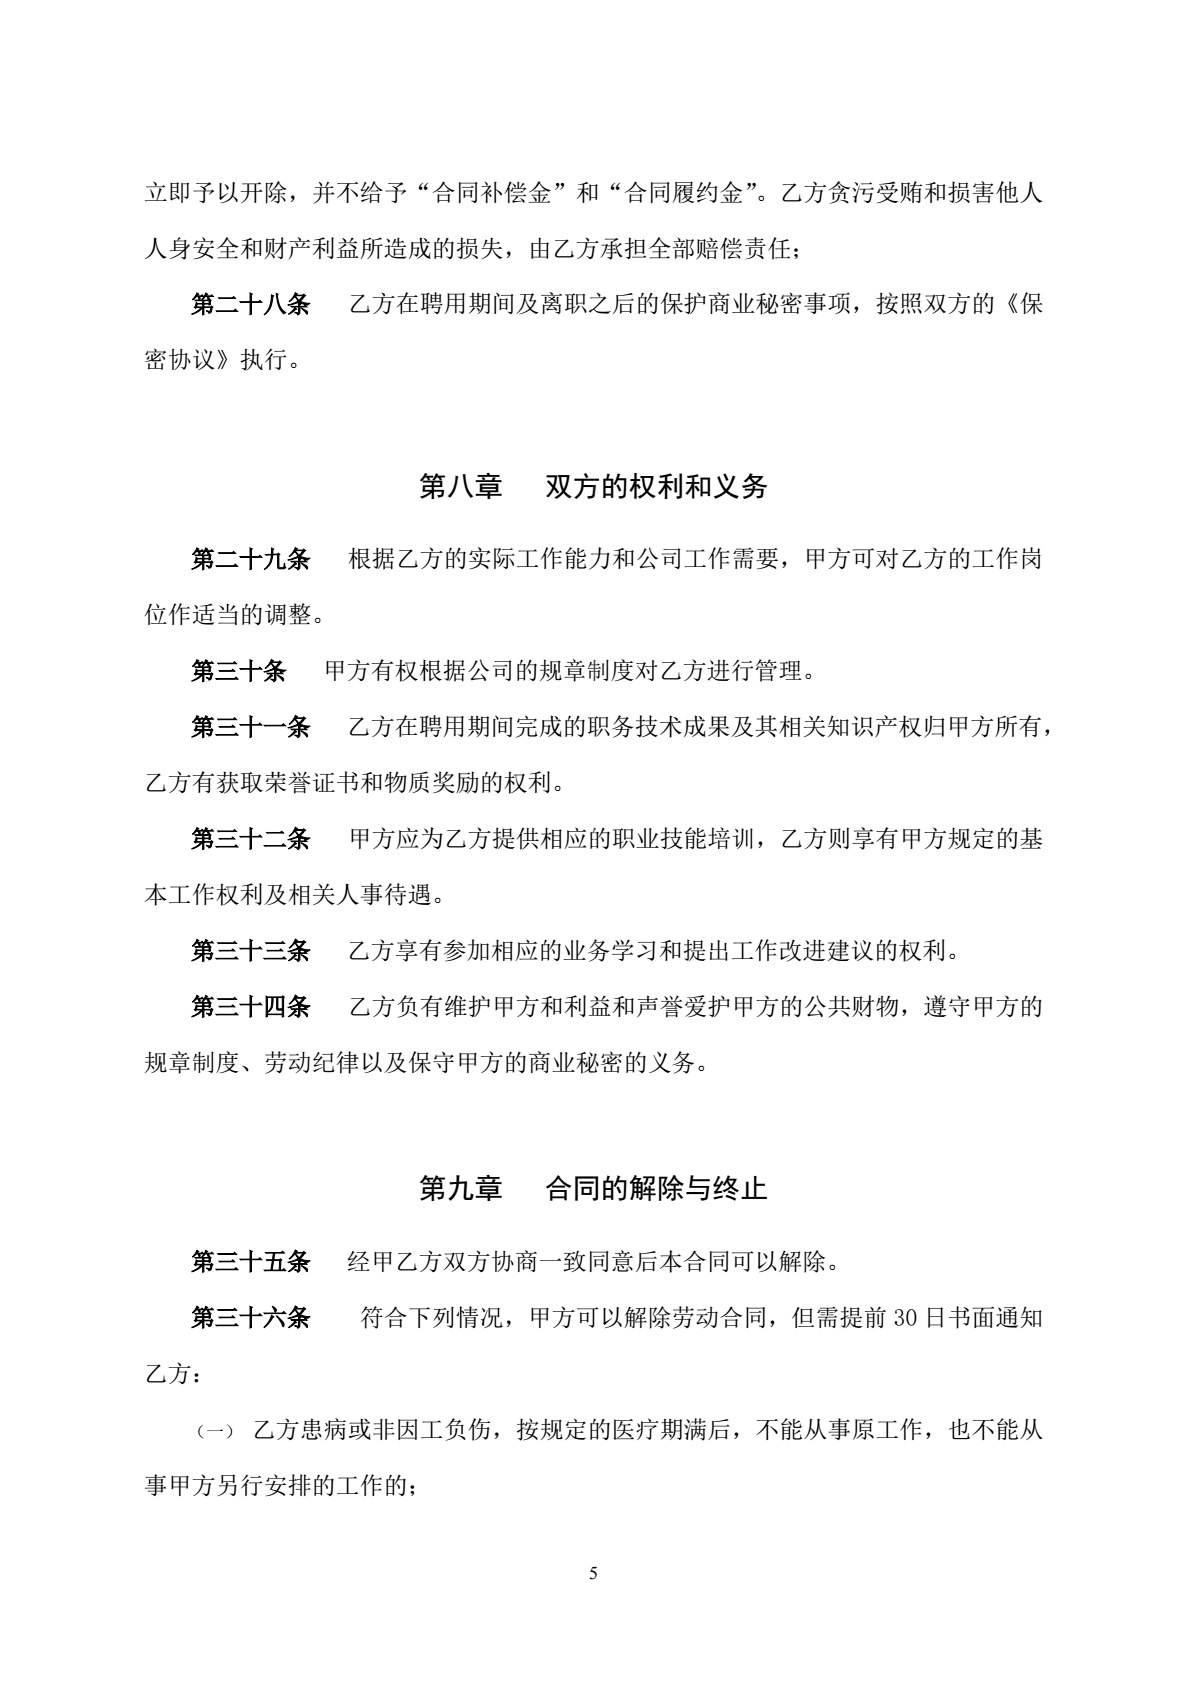 立即予以开除，并不给予“合同补偿金”和“合同履约金”。乙方贪污受贿和损害他人
人身安全和财产利益所造成的损失，由乙方承担全部赔偿责任；
第二十八条 乙方在聘用期间及离职之后的保护商业秘密事项，按照双方的《保
密协议》执行。
第八章 双方的权利和义务
第二十九条 根据乙方的实际工作能力和公司工作需要，甲方可对乙方的工作岗
位作适当的调整。
第三十条 甲方有权根据公司的规章制度对乙方进行管理。
第三十一条 乙方在聘用期间完成的职务技术成果及其相关知识产权归甲方所有，
乙方有获取荣誉证书和物质奖励的权利。
第三十二条 甲方应为乙方提供相应的职业技能培训，乙方则享有甲方规定的基
本工作权利及相关人事待遇。
第三十三条 乙方享有参加相应的业务学习和提出工作改进建议的权利。
第三十四条 乙方负有维护甲方和利益和声誉爱护甲方的公共财物，遵守甲方的
规章制度、劳动纪律以及保守甲方的商业秘密的义务。
第九章 合同的解除与终止
第三十五条 经甲乙方双方协商一致同意后本合同可以解除。
第三十六条 符合下列情况，甲方可以解除劳动合同，但需提前 30 日书面通知
乙方：
（一） 乙方患病或非因工负伤，按规定的医疗期满后，不能从事原工作，也不能从
事甲方另行安排的工作的；
5